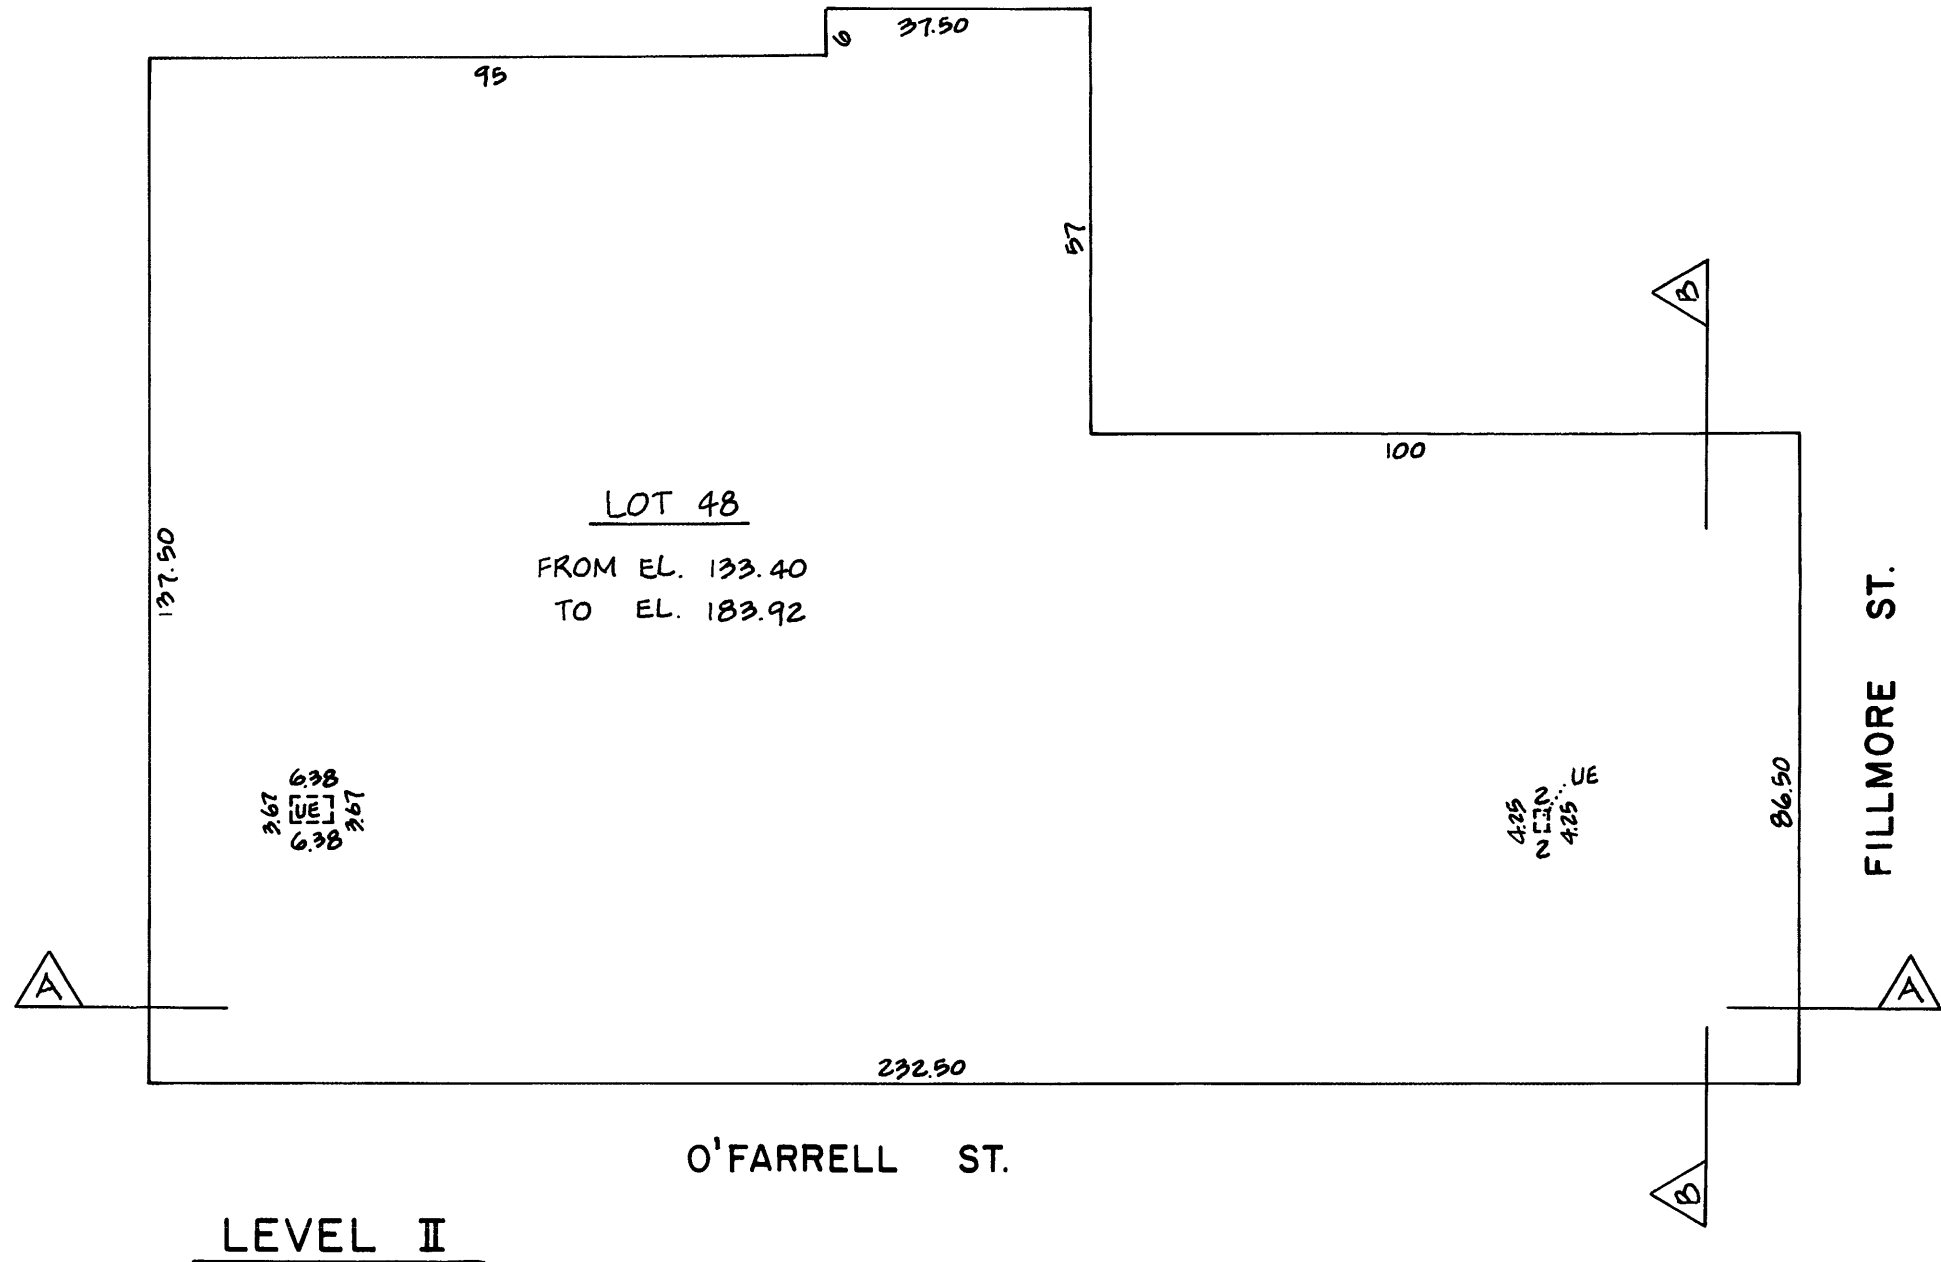 37.50
6
95
57
B
100
LOT 48
137.50
FROM EL. 133.40
TO EL. 183.92
FILLMORE ST.
86.50
6.38
3.67 UE 3.67
6.38
UE
2
4.25 4.25
2
A
A
232.50
O'FARRELL ST.
B
LEVEL II